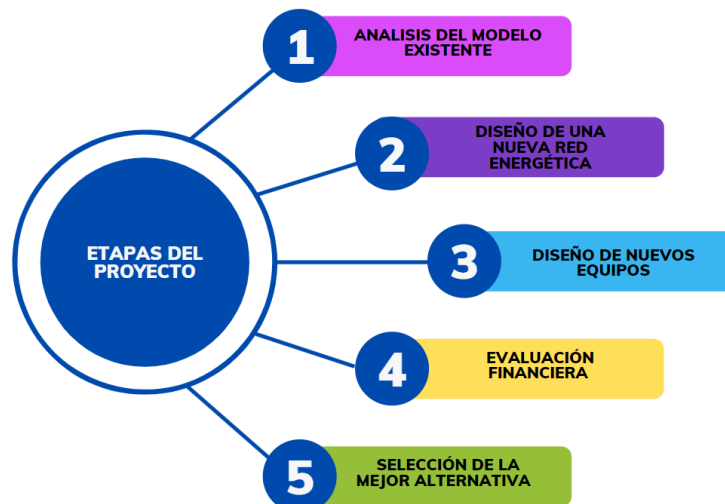 1
ANALISIS DEL MODELO
EXISTENTE
2
DISEÑO DE UNA
NUEVA RED
ENERGÉTICA
ETAPAS DEL
PROYECTO
3
DISEÑO DE NUEVOS
EQUIPOS
4
EVALUACIÓN
FINANCIERA
5
SELECCIÓN DE LA
MEJOR ALTERNATIVA